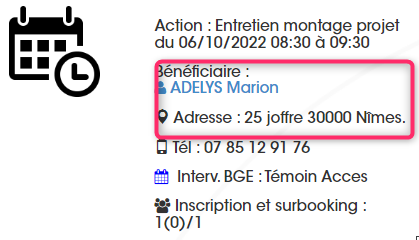 Action : Entretien montage projet
du 06/10/2022 08:30 à 09:30
Bénéficiaire :
ADELYS Marion
Adresse : 25 joffre 30000 Nîmes.
Tél : 07 85 12 91 76
Interv. BGE : Témoin Acces
Inscription et surbooking :
1(0)/1